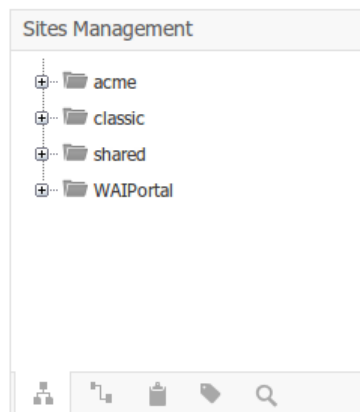 Sites Management
acme
classic
shared
WAIPortal